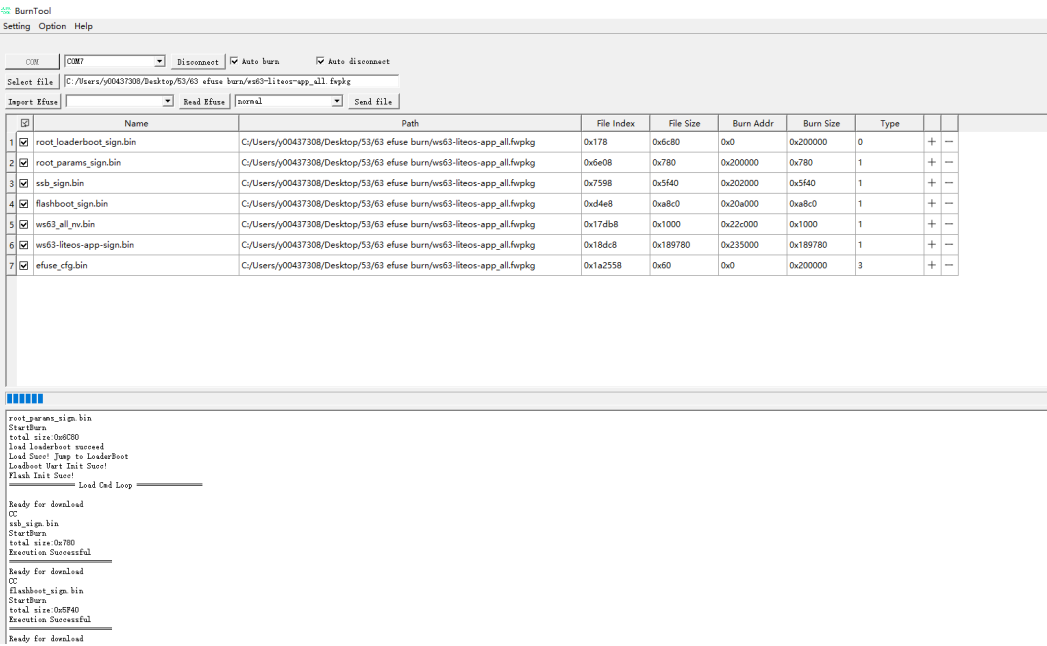 BurnTool
Setting Option Help
COM COM7 Disconnect Auto burn Auto disconnect
Select file C:/Users/y00437308/Desktop/53/63 efuse burn/ws63-liteos-app_all.fwpkg
Import Efuse Read Efuse normal Send file
Name Path File Index File Size Burn Addr Burn Size Type
1 root_loaderboot_sign.bin C:/Users/y00437308/Desktop/53/63 efuse burn/ws63-liteos-app_all.fwpkg 0x178 0x6c80 0x0 0x200000 0 + −
2 root_params_sign.bin C:/Users/y00437308/Desktop/53/63 efuse burn/ws63-liteos-app_all.fwpkg 0x6e08 0x780 0x200000 0x780 1 + −
3 ssb_sign.bin C:/Users/y00437308/Desktop/53/63 efuse burn/ws63-liteos-app_all.fwpkg 0x7598 0x5f40 0x202000 0x5f40 1 + −
4 flashboot_sign.bin C:/Users/y00437308/Desktop/53/63 efuse burn/ws63-liteos-app_all.fwpkg 0xd4e8 0xa8c0 0x20a000 0xa8c0 1 + −
5 ws63_all_nv.bin C:/Users/y00437308/Desktop/53/63 efuse burn/ws63-liteos-app_all.fwpkg 0x17db8 0x1000 0x22c000 0x1000 1 + −
6 ws63-liteos-app-sign.bin C:/Users/y00437308/Desktop/53/63 efuse burn/ws63-liteos-app_all.fwpkg 0x18dc8 0x189780 0x235000 0x189780 1 + −
7 efuse_cfg.bin C:/Users/y00437308/Desktop/53/63 efuse burn/ws63-liteos-app_all.fwpkg 0x1a2558 0x60 0x0 0x200000 3 + −
root_params_sign.bin
StartBurn
total size:0x6C80
load loaderboot succeed
Load Succ! Jump to LoaderBoot
Loadboot Uart Init Succ!
Flash Init Succ!
============== Load Cmd Loop ==============
Ready for download
CC
ssb_sign.bin
StartBurn
total size:0x780
Execution Successful
======================
Ready for download
CC
flashboot_sign.bin
StartBurn
total size:0x5F40
Execution Successful
======================
Ready for download